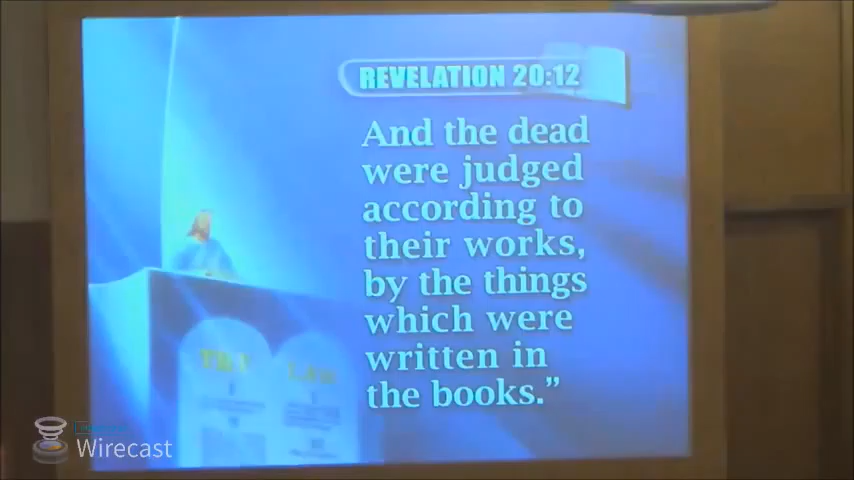 REVELATION 20:12
And the dead
were judged
according to
their works,
by the things
which were
written in
the books.”
Wirecast